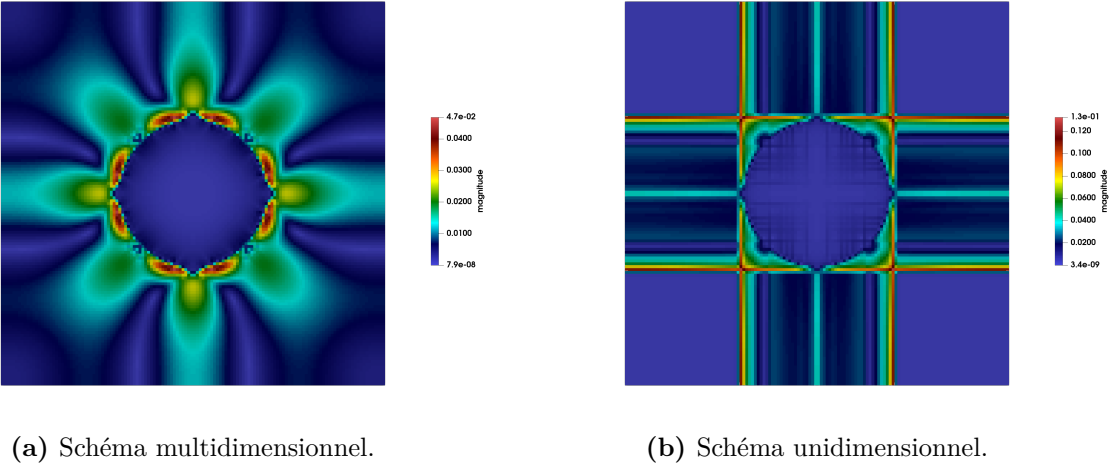 4.7e-02
0.0400
0.0300
0.0200
0.0100
7.9e-08
magnitude
1.3e-01
0.120
0.100
0.0800
0.0600
0.0400
0.0200
3.4e-09
magnitude
(a) Schéma multidimensionnel.
(b) Schéma unidimensionnel.